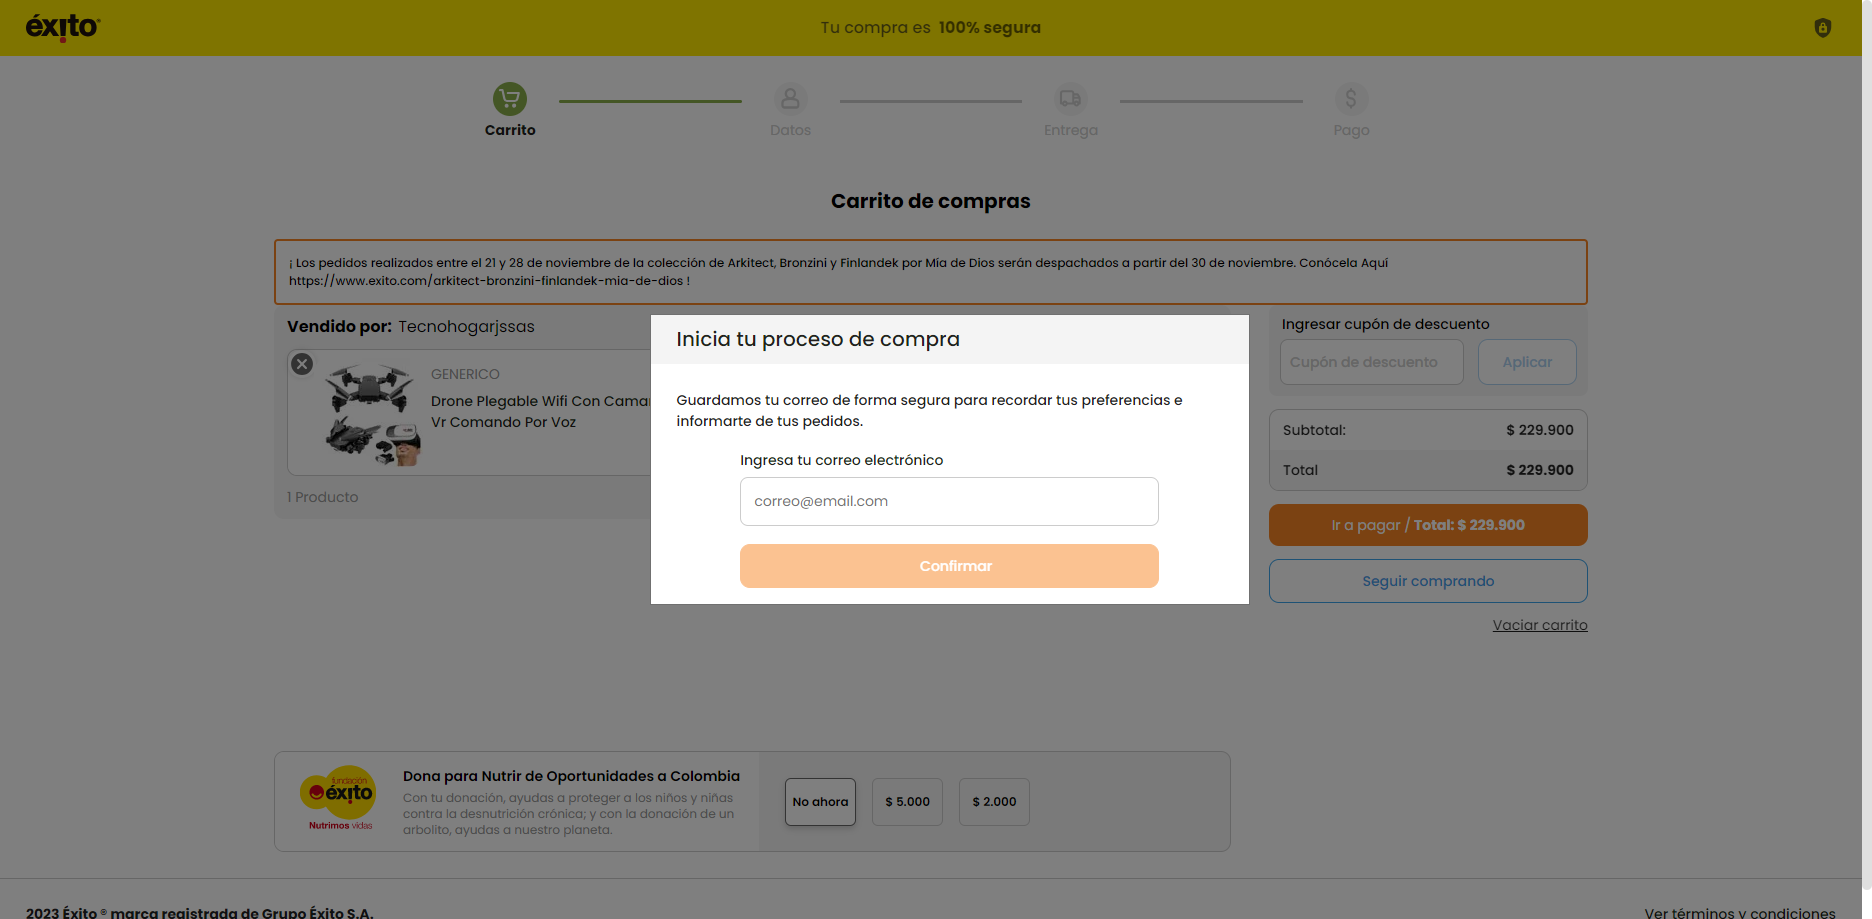 éxito
Tu compra es 100% segura
Carrito
Datos
Entrega
Pago
Carrito de compras
¡ Los pedidos realizados entre el 21 y 28 de noviembre de la colección de Arkitect, Bronzini y Finlandek por Mia de Dios serán despachados a partir del 30 de noviembre. Conócela Aquí
https://www.exito.com/arkitect-bronzini-finlandek-mia-de-dios !
Vendido por: Tecnohogarjssas
GENERICO
Drone Plegable Wifi Con Cama
Vr Comando Por Voz
1 Producto
Inicia tu proceso de compra
Guardamos tu correo de forma segura para recordar tus preferencias e
informarte de tus pedidos.
Ingresa tu correo electrónico
correo@email.com
Confirmar
Ingresar cupón de descuento
Cupón de descuento
Aplicar
Subtotal: $ 229.900
Total $ 229.900
Ir a pagar / Total: $ 229.900
Seguir comprando
Vaciar carrito
fundación
éxito
Nutrimos vidas
Dona para Nutrir de Oportunidades a Colombia
Con tu donación, ayudas a proteger a los niños y niñas
contra la desnutrición crónica; y con la donación de un
arbolito, ayudas a nuestro planeta.
No ahora
$ 5.000
$ 2.000
2023 Éxito ® marca registrada de Grupo Éxito S.A.
Ver términos y condiciones